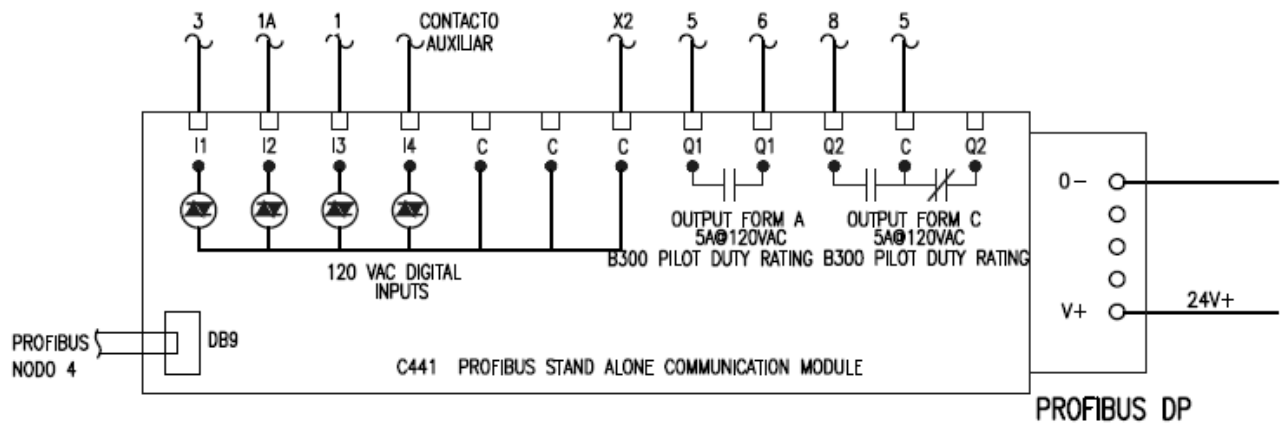 3 1A 1 CONTACTO AUXILIAR X2 5 6 8 5
I1 I2 I3 I4 C C C Q1 Q1 Q2 C Q2
OUTPUT FORM A
5A@120VAC
B300 PILOT DUTY RATING
OUTPUT FORM C
5A@120VAC
B300 PILOT DUTY RATING
120 VAC DIGITAL
INPUTS
0-
V+
24V+
PROFIBUS
NODO 4
DB9
C441 PROFIBUS STAND ALONE COMMUNICATION MODULE
PROFIBUS DP